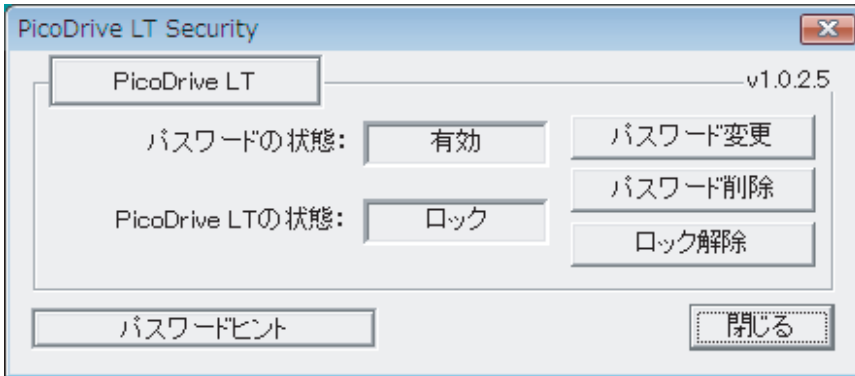 PicoDrive LT Security
PicoDrive LT
v1.0.2.5
パスワードの状態:
有効
パスワード変更
パスワード削除
PicoDrive LTの状態:
ロック
ロック解除
パスワードヒント
閉じる